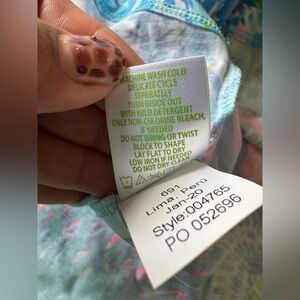 MACHINE WASH COLD
DELICATE CYCLE
SEPARATELY
TURN INSIDE OUT
WITH MILD DETERGENT
ONLY NON-CHLORINE BLEACH,
IF NEEDED
DO NOT WRING OR TWIST
BLOCK TO SHAPE
LAY FLAT TO DRY
LOW IRON IF NEEDED
DO NOT DRY CLEAN
691
Lima, Perú
Jan-20
Style:004765
PO 052696